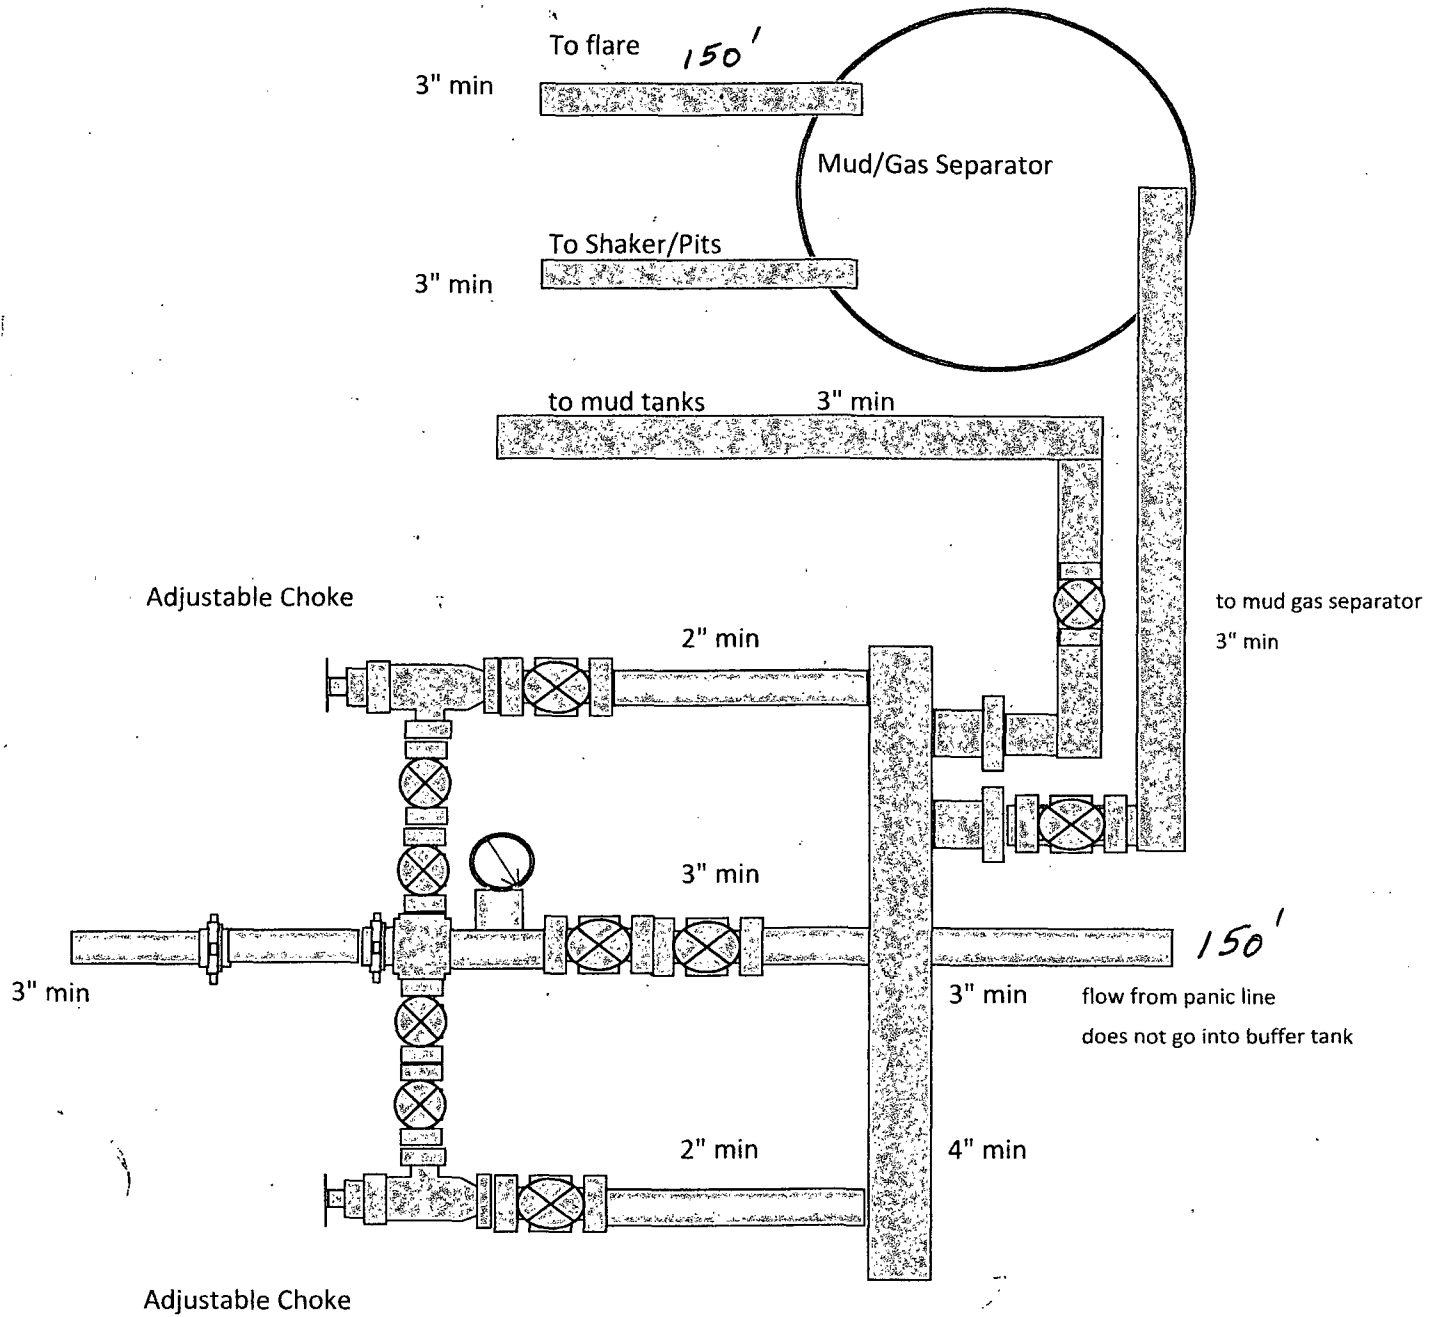 To flare 150'
3" min
Mud/Gas Separator
To Shaker/Pits
3" min
to mud tanks 3" min
Adjustable Choke
to mud gas separator
3" min
2" min
3" min
150'
3" min
3" min
flow from panic line
does not go into buffer tank
2" min
4" min
Adjustable Choke